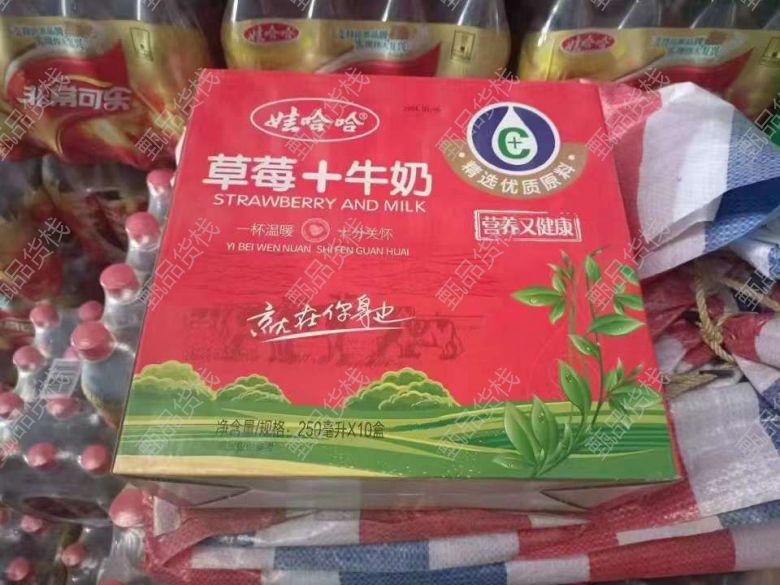 娃哈哈
非常可乐
娃哈哈®
草莓+牛奶
STRAWBERRY AND MILK
一杯温暖 十分关怀
YI BEI WEN NUAN SHI FEN GUAN HUAI
C+
精选优质原料
营养又健康
就在你身边
净含量/规格：250毫升X10盒
甄品货栈